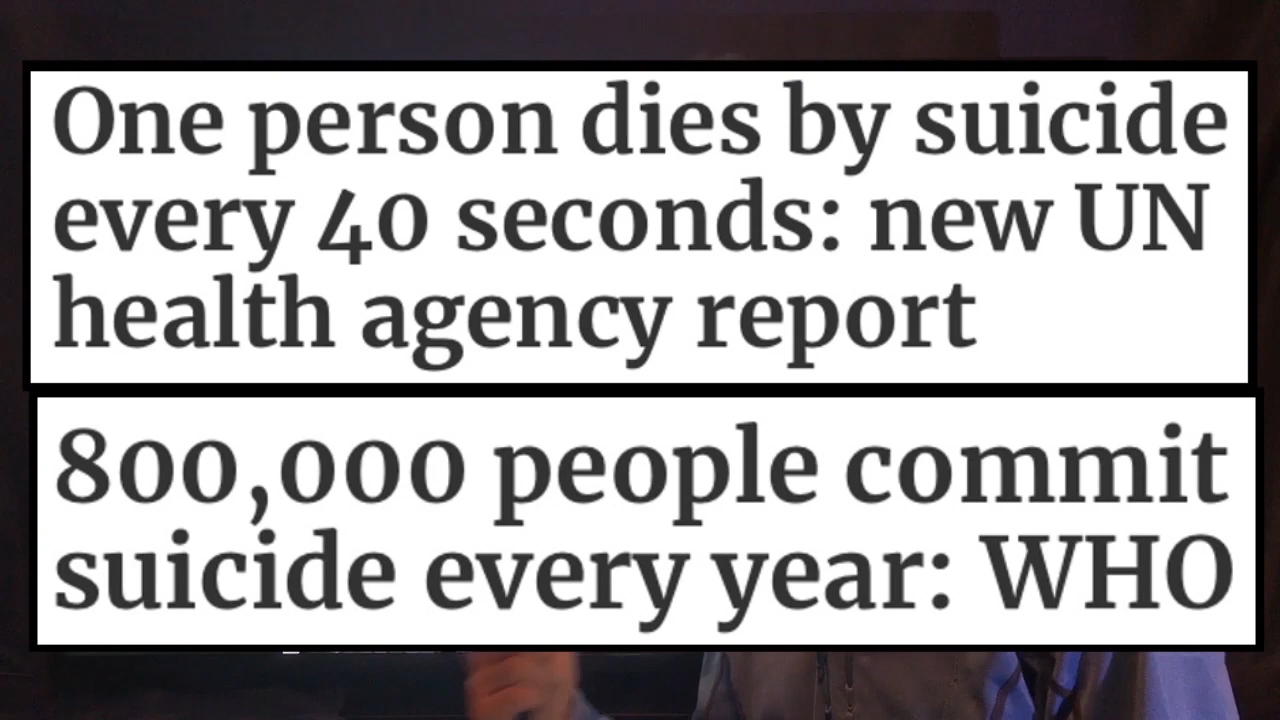 One person dies by suicide
every 40 seconds: new UN
health agency report
800,000 people commit
suicide every year: WHO